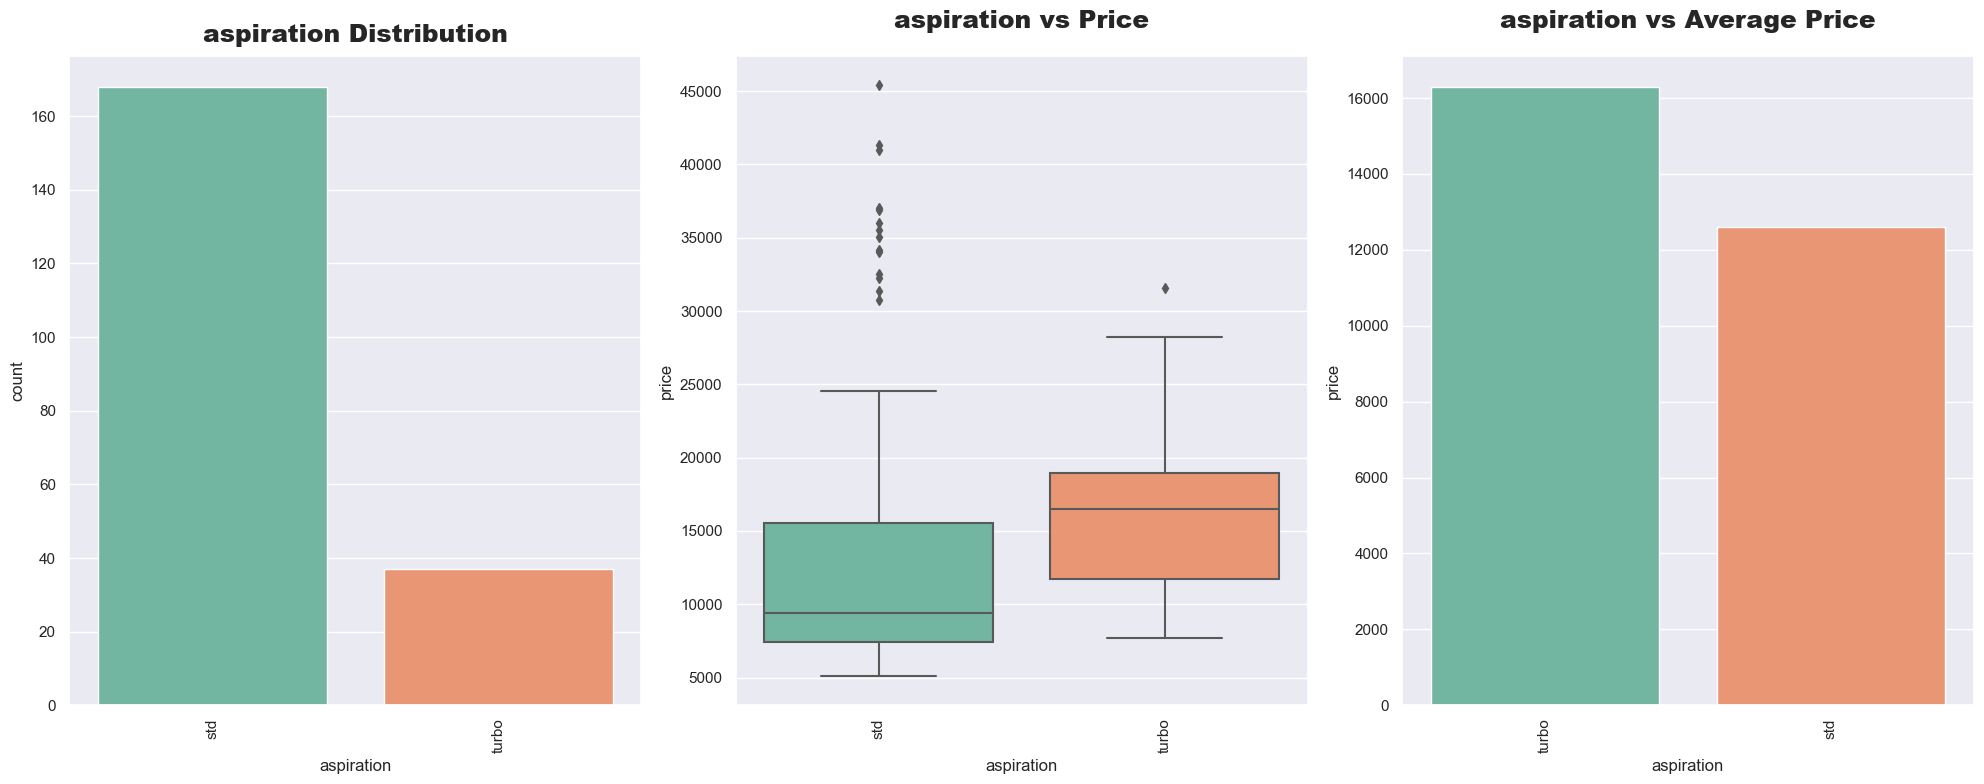 aspiration Distribution
count
160
140
120
100
80
60
40
20
0
std
turbo
aspiration
aspiration vs Price
price
45000
40000
35000
30000
25000
20000
15000
10000
5000
std
turbo
aspiration
aspiration vs Average Price
price
16000
14000
12000
10000
8000
6000
4000
2000
0
turbo
std
aspiration